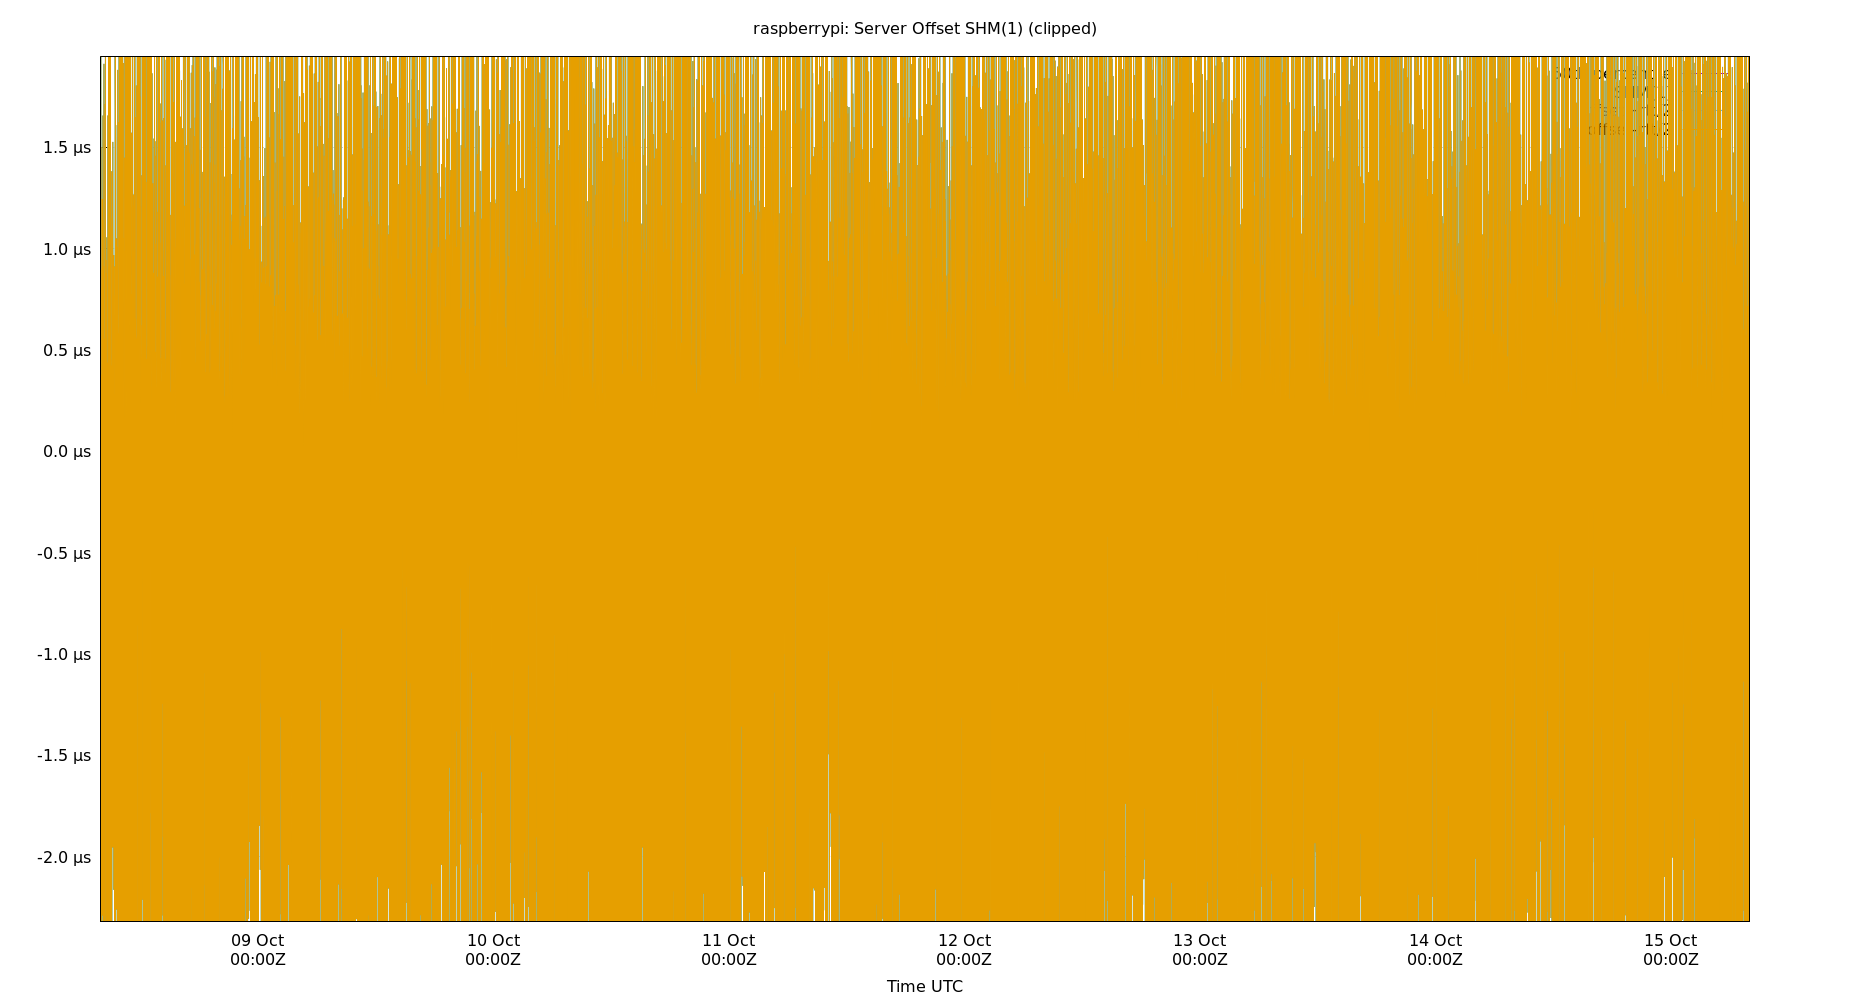 raspberrypi: Server Offset SHM(1) (clipped)
1.5 µs
1.0 µs
0.5 µs
0.0 µs
-0.5 µs
-1.0 µs
-1.5 µs
-2.0 µs
09 Oct 10 Oct 11 Oct 12 Oct 13 Oct 14 Oct 15 Oct
00:00Z 00:00Z 00:00Z 00:00Z 00:00Z 00:00Z 00:00Z
Time UTC